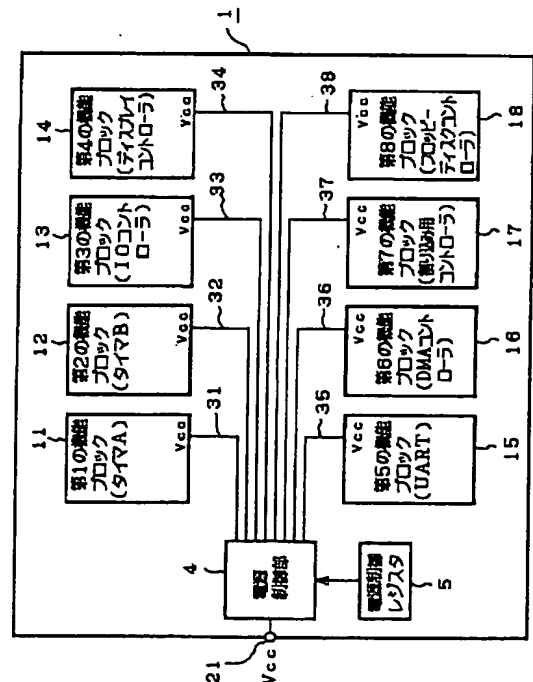 1
14
第4の機能
ブロック
(ディスプレイ
コントローラ)
Vcc
34
13
第3の機能
ブロック
(IOコント
ローラ)
Vcc
33
12
第2の機能
ブロック
(タイマB)
Vcc
32
11
第1の機能
ブロック
(タイマA)
Vcc
31
4
電源
制御部
21
Vcc
電源制御
レジスタ
5
35
Vcc
第5の機能
ブロック
(UART)
15
36
Vcc
第6の機能
ブロック
(DMAコント
ローラ)
16
37
Vcc
第7の機能
ブロック
(割り込み用
コントローラ)
17
38
Vcc
第8の機能
ブロック
(フロッピー
ディスクコント
ローラ)
18